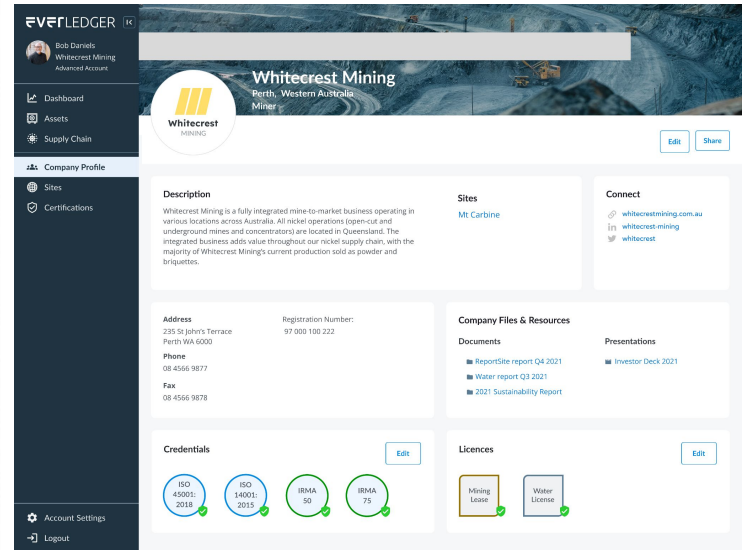 EVERLEDGER
Bob Daniels
Whitecrest Mining
Advanced Account
Dashboard
Assets
Supply Chain
Company Profile
Sites
Certifications
Account Settings
Logout
Whitecrest Mining
Perth, Western Australia
Miner
Whitecrest
MINING
Edit
Share
Description
Whitecrest Mining is a fully integrated mine-to-market business operating in
various locations across Australia. All nickel operations (open-cut and
underground mines and concentrators) are located in Queensland. The
integrated business adds value throughout our nickel supply chain, with the
majority of Whitecrest Mining's current production sold as powder and
briquettes.
Sites
Mt Carbine
Connect
whitecrestmining.com.au
in whitecrest-mining
whitecrest
Address
235 St John's Terrace
Perth WA 6000
Phone
08 4566 9877
Fax
08 4566 9878
Registration Number:
97 000 100 222
Company Files & Resources
Documents
ReportSite report Q4 2021
Water report Q3 2021
2021 Sustainability Report
Presentations
Investor Deck 2021
Credentials
Edit
ISO
45001:
2018
ISO
14001:
2015
IRMA
50
IRMA
75
Licences
Edit
Mining
Lease
Water
License